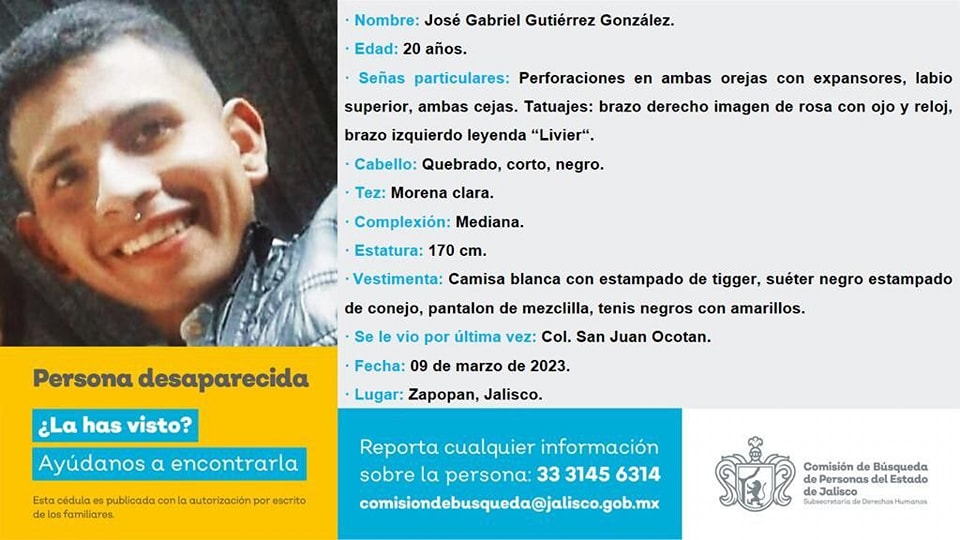 · Nombre: José Gabriel Gutiérrez González.
· Edad: 20 años.
· Señas particulares: Perforaciones en ambas orejas con expansores, labio
superior, ambas cejas. Tatuajes: brazo derecho imagen de rosa con ojo y reloj,
brazo izquierdo leyenda “Livier“.
· Cabello: Quebrado, corto, negro.
· Tez: Morena clara.
· Complexión: Mediana.
· Estatura: 170 cm.
· Vestimenta: Camisa blanca con estampado de tigger, suéter negro estampado
de conejo, pantalon de mezclilla, tenis negros con amarillos.
· Se le vio por última vez: Col. San Juan Ocotan.
· Fecha: 09 de marzo de 2023.
· Lugar: Zapopan, Jalisco.
Persona desaparecida
¿La has visto?
Ayúdanos a encontrarla
Esta cédula es publicada con la autorización por escrito
de los familiares.
Reporta cualquier información
sobre la persona: 33 3145 6314
comisiondebusqueda@jalisco.gob.mx
Comisión de Búsqueda
de Personas del Estado
de Jalisco
Subsecretaría de Derechos Humanos